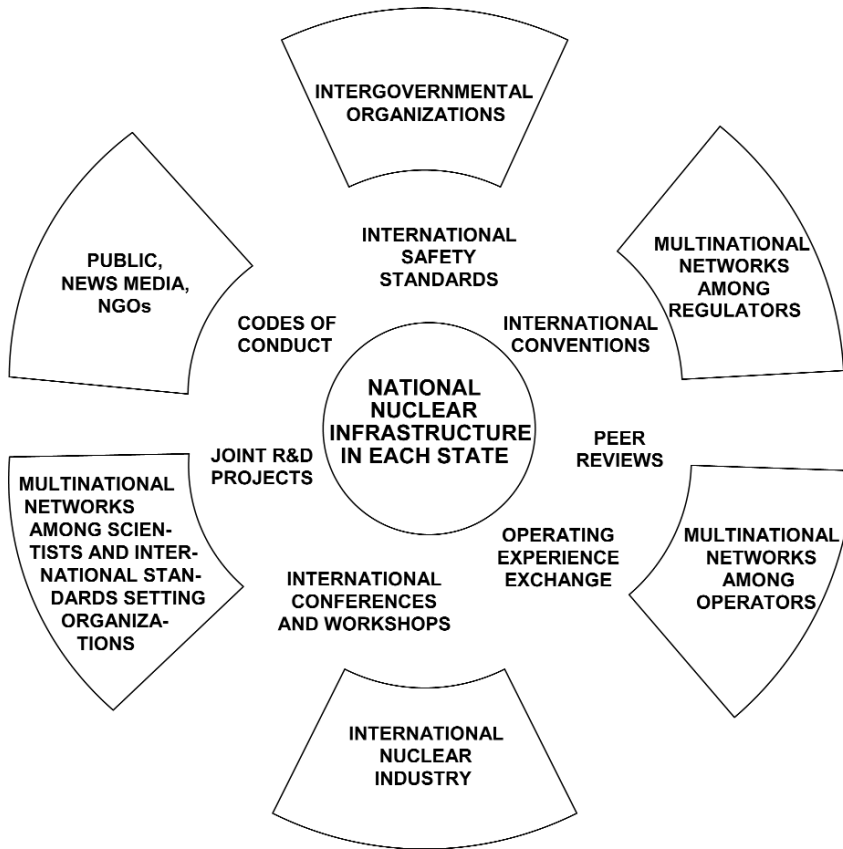 INTERGOVERNMENTAL
ORGANIZATIONS
PUBLIC,
NEWS MEDIA,
NGOs
INTERNATIONAL
SAFETY
STANDARDS
MULTINATIONAL
NETWORKS
AMONG
REGULATORS
CODES OF
CONDUCT
INTERNATIONAL
CONVENTIONS
NATIONAL
NUCLEAR
INFRASTRUCTURE
IN EACH STATE
JOINT R&D
PROJECTS
PEER
REVIEWS
MULTINATIONAL
NETWORKS
AMONG SCIEN-
TISTS AND INTER-
NATIONAL STAN-
DARDS SETTING
ORGANIZA-
TIONS
OPERATING
EXPERIENCE
EXCHANGE
MULTINATIONAL
NETWORKS
AMONG
OPERATORS
INTERNATIONAL
CONFERENCES
AND WORKSHOPS
INTERNATIONAL
NUCLEAR
INDUSTRY